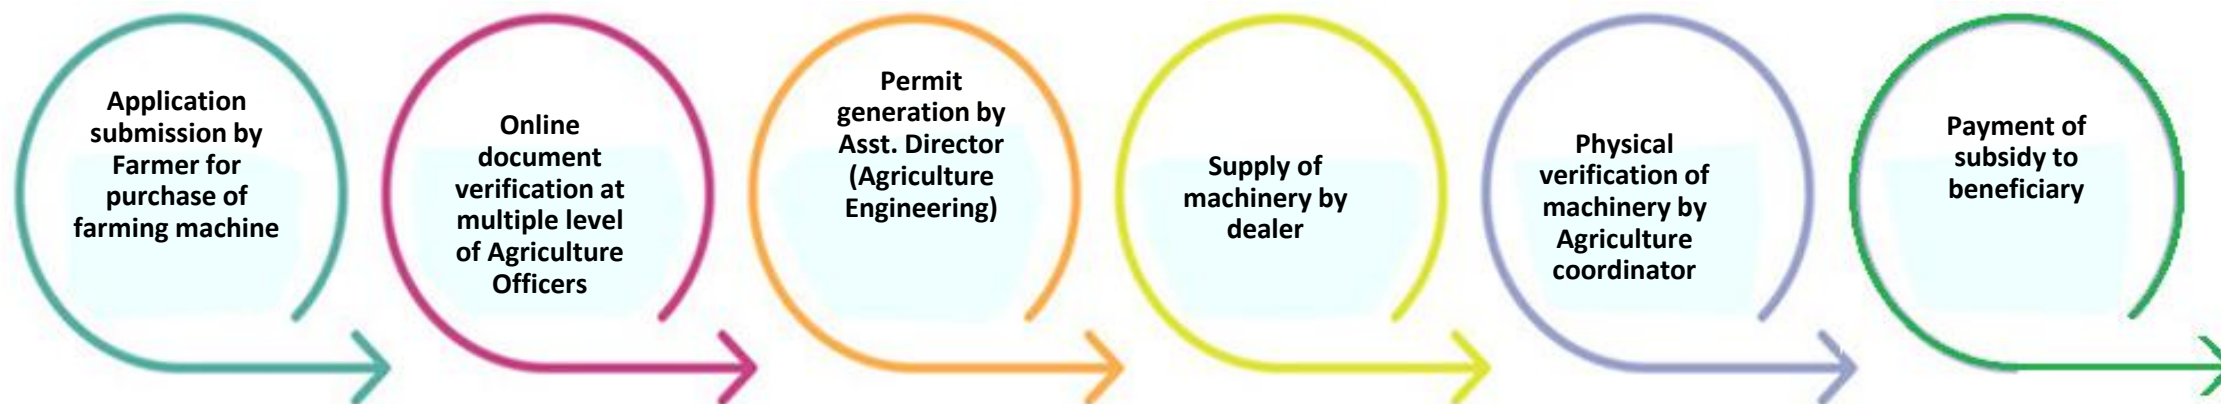 Application
submission by
Farmer for
purchase of
farming machine
Online
document
verification at
multiple level
of Agriculture
Officers
Permit
generation by
Asst. Director
(Agriculture
Engineering)
Supply of
machinery by
dealer
Physical
verification of
machinery by
Agriculture
coordinator
Payment of
subsidy to
beneficiary